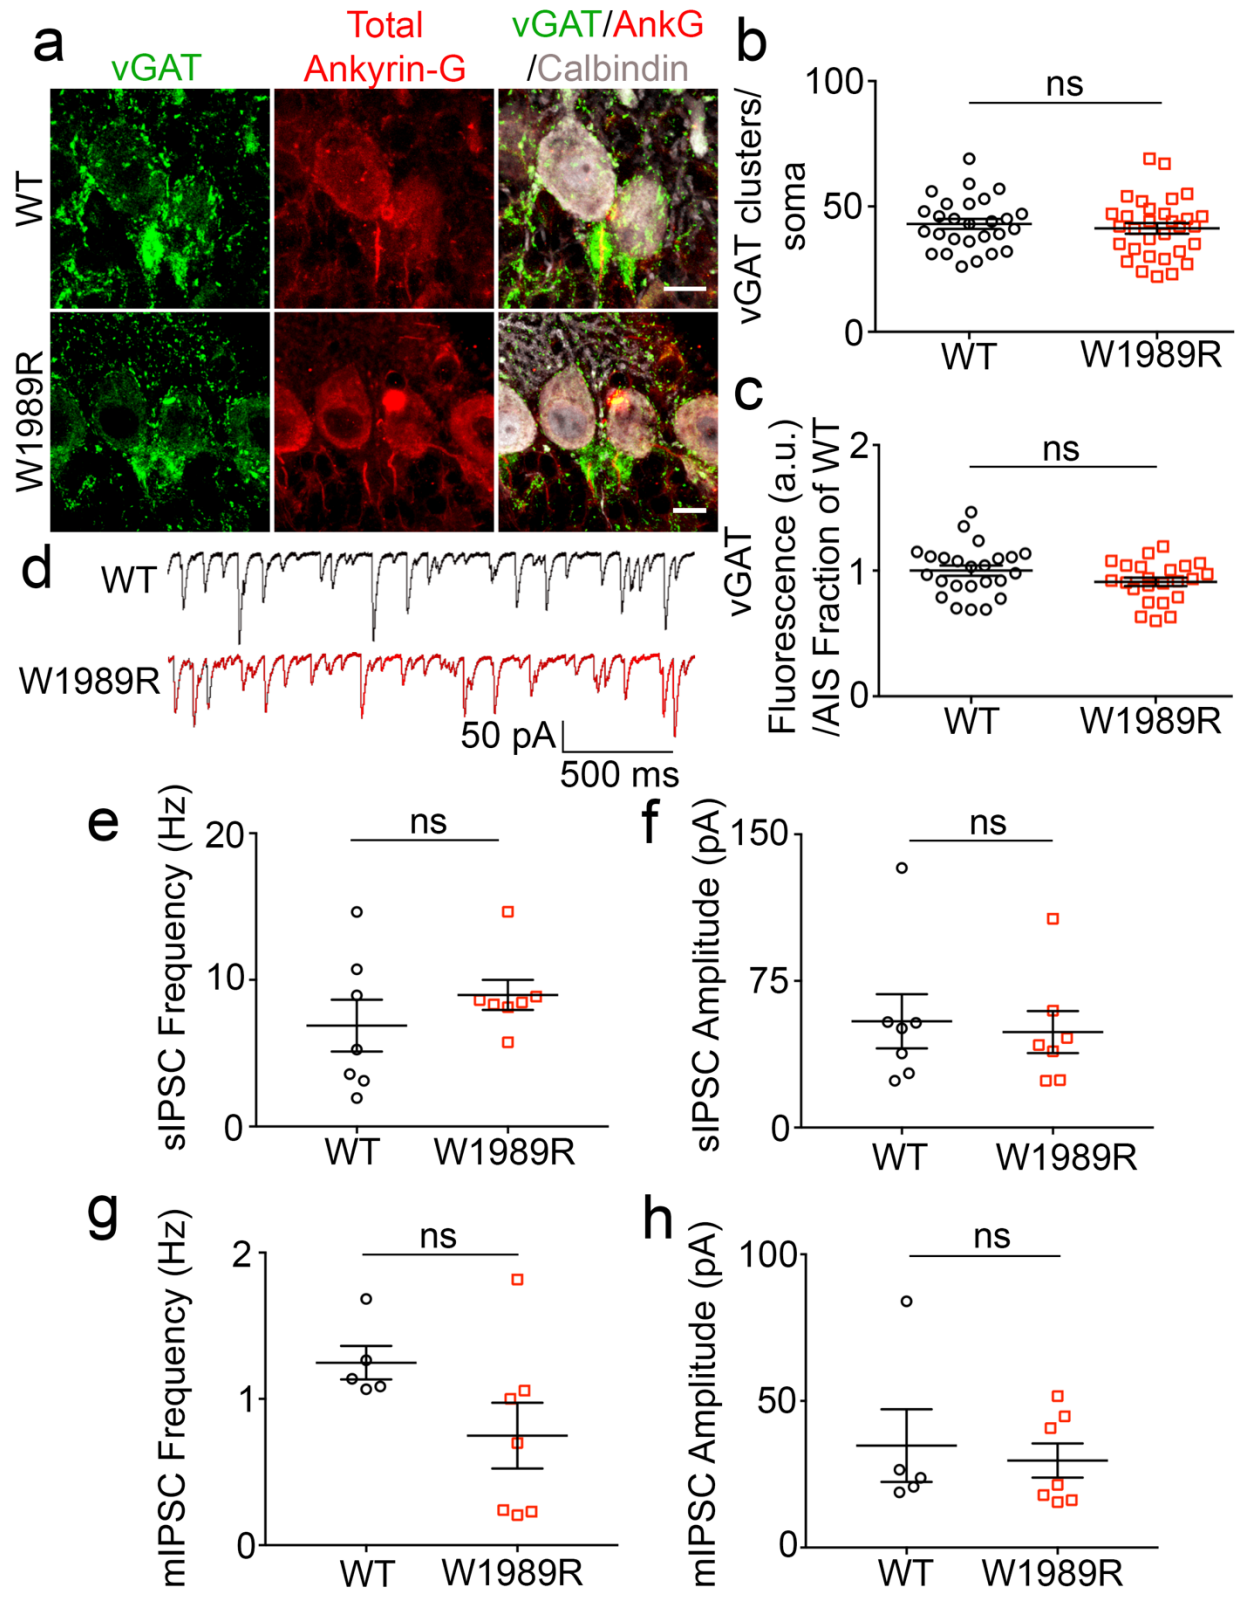 a
vGAT
Total
Ankyrin-G
vGAT/AnkG
/Calbindin
WT
W1989R
b
vGAT clusters/
soma
100
50
0
ns
WT
W1989R
c
vGAT
Fluorescence (a.u.)
/AIS Fraction of WT
2
1
0
ns
WT
W1989R
d
WT
W1989R
50 pA
500 ms
e
sIPSC Frequency (Hz)
20
10
0
ns
WT
W1989R
f
sIPSC Amplitude (pA)
150
75
0
ns
WT
W1989R
g
mIPSC Frequency (Hz)
2
1
0
ns
WT
W1989R
h
mIPSC Amplitude (pA)
100
50
0
ns
WT
W1989R